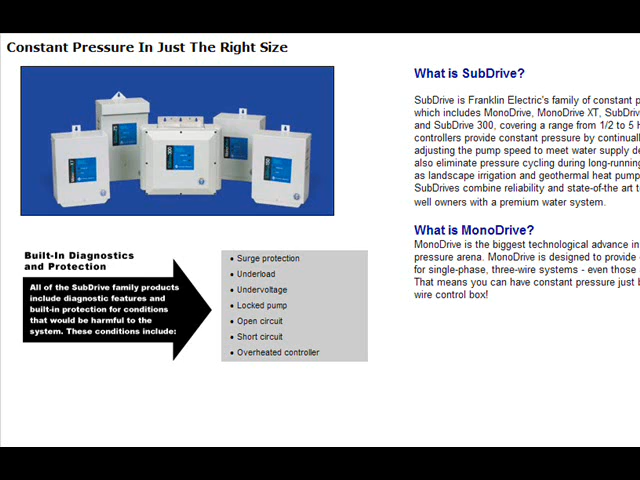 Constant Pressure In Just The Right Size
What is SubDrive?
SubDrive is Franklin Electric's family of constant
which includes MonoDrive, MonoDrive XT, SubDrive
and SubDrive 300, covering a range from 1/2 to 5
controllers provide constant pressure by
adjusting the pump speed to meet water supply
also eliminate pressure cycling during long-running
as landscape irrigation and geothermal heat
SubDrives combine reliability and state-of-the art
well owners with a premium water system.
What is MonoDrive?
MonoDrive is the biggest technological advance in
pressure arena. MonoDrive is designed to provide
for single-phase, three-wire systems - even those
That means you can have constant pressure just
wire control box!
Built-In Diagnostics
and Protection
All of the SubDrive family products
include diagnostic features and
built-in protection for conditions
that would be harmful to the
system. These conditions include:
• Surge protection
• Underload
• Undervoltage
• Locked pump
• Open circuit
• Short circuit
• Overheated controller